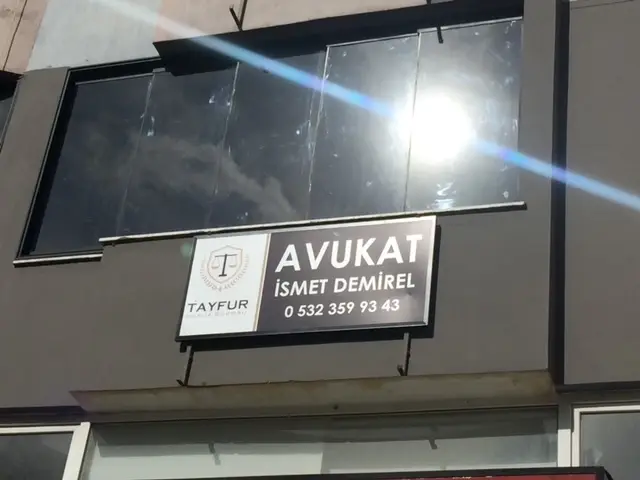 AVUKAT
İSMET DEMİREL
0 532 359 93 43
TAYFUR